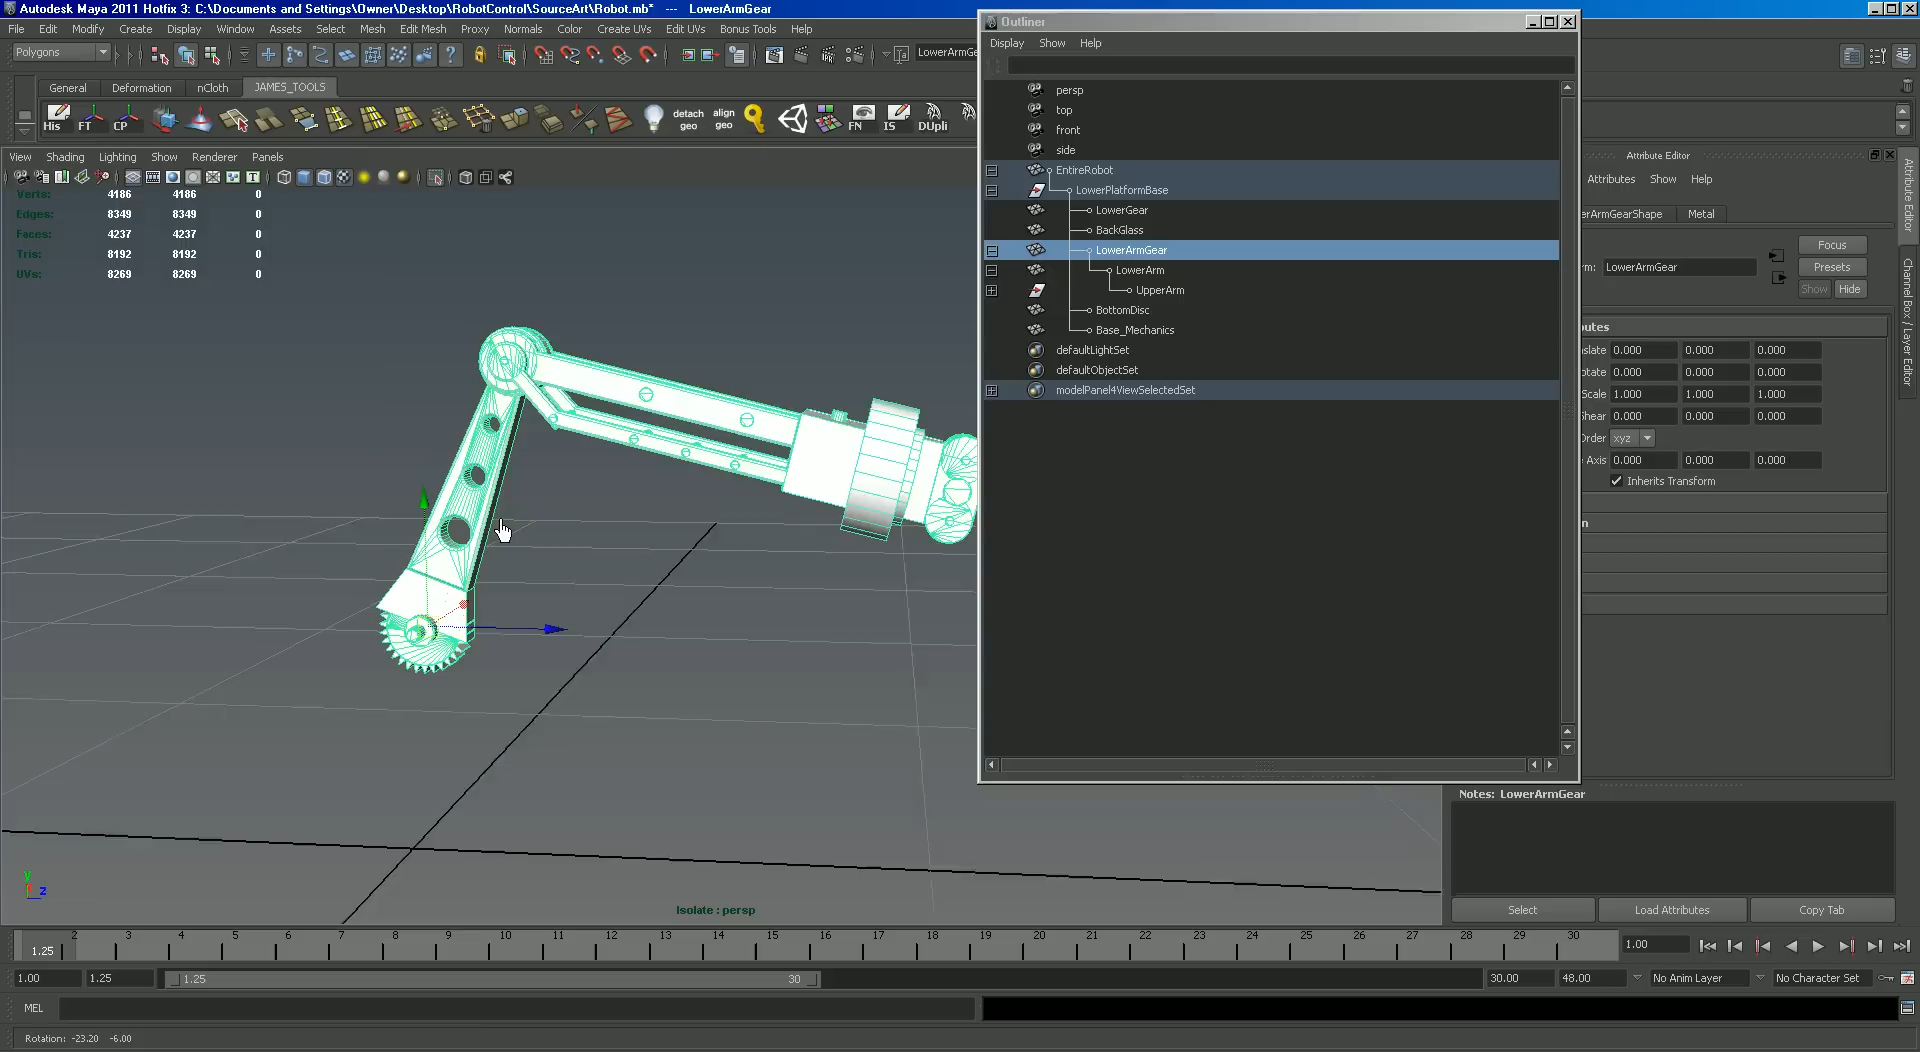 Autodesk Maya 2011 Hotfix 3: C:\Documents and Settings\Owner\Desktop\RobotControl\SourceArt\Robot.mb* --- LowerArmGear
File Edit Modify Create Display Window Assets Select Mesh Edit Mesh Proxy Normals Color Create UVs Edit UVs Bonus Tools Help
Polygons
LowerArmGe
General Deformation nCloth JAMES_TOOLS
His FT CP detach geo align geo FN IS DUpli
View Shading Lighting Show Renderer Panels
Verts: 4186 4186 0
Edges: 8349 8349 0
Faces: 4237 4237 0
Tris: 8192 8192 0
UVs: 8269 8269 0
Isolate : persp
y
z
Outliner
Display Show Help
persp
top
front
side
EntireRobot
LowerPlatformBase
LowerGear
BackGlass
LowerArmGear
LowerArm
UpperArm
BottomDisc
Base_Mechanics
defaultLightSet
defaultObjectSet
modelPanel4ViewSelectedSet
Attribute Editor
Attributes Show Help
erArmGearShape Metal
Focus
rm: LowerArmGear Presets
Show Hide
butes
nslate 0.000 0.000 0.000
otate 0.000 0.000 0.000
Scale 1.000 1.000 1.000
Shear 0.000 0.000 0.000
Order xyz
Axis 0.000 0.000 0.000
Inherits Transform
n
Attribute Editor
Channel Box / Layer Editor
Notes: LowerArmGear
Select Load Attributes Copy Tab
1.25 2 3 4 5 6 7 8 9 10 11 12 13 14 15 16 17 18 19 20 21 22 23 24 25 26 27 28 29 30 1.00
1.00 1.25 1.25 30 30.00 48.00 No Anim Layer No Character Set
MEL
Rotation: -23.20 -6.00